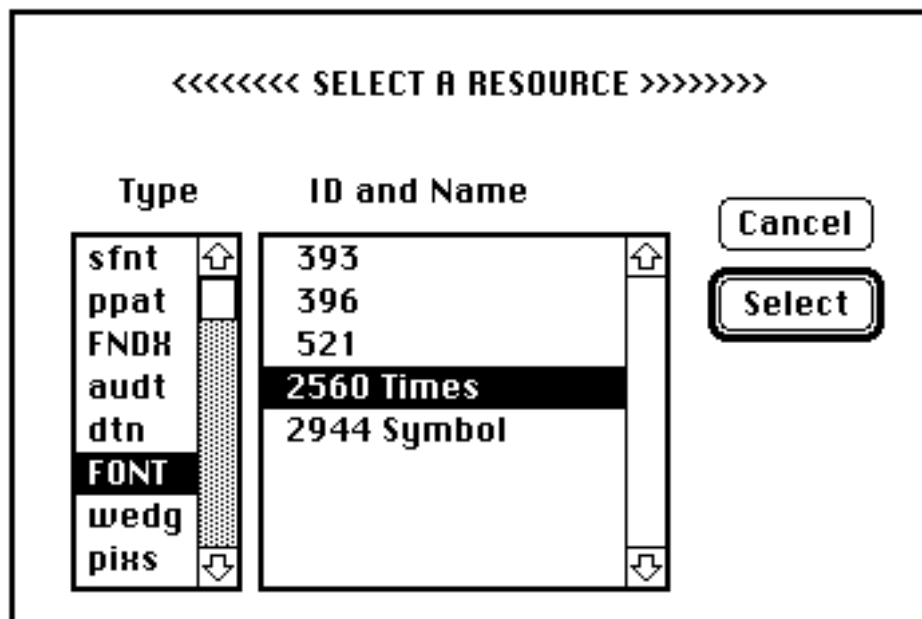 <<<<<<<< SELECT A RESOURCE >>>>>>>>
Type
ID and Name
sfnt
ppat
FNDX
audt
dtn
FONT
wedg
pixs
393
396
521
2560 Times
2944 Symbol
Cancel
Select